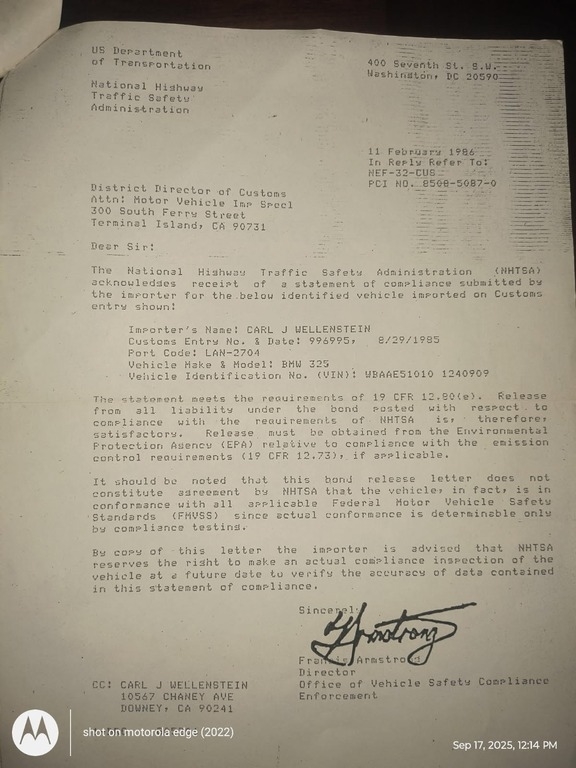 US Department
of Transportation
400 Seventh St. S.W.
Washington, DC 20590
National Highway
Traffic Safety
Administration
11 February 1986
In Reply Refer To:
NEF-32-CUS
PCI NO. 8508-5087-0
District Director of Customs
Attn: Motor Vehicle Imp Specl
300 South Ferry Street
Terminal Island, CA 90731
Dear Sir:
The National Highway Traffic Safety Administration (NHTSA)
acknowledges receipt of a statement of compliance submitted by
the importer for the below identified vehicle imported on Customs
entry shown:
Importer's Name: CARL J WELLENSTEIN
Customs Entry No. & Date: 996995, 8/29/1985
Port Code: LAN-2704
Vehicle Make & Model: BMW 325
Vehicle Identification No. (VIN): WBAAE51010 1240909
The statement meets the requirements of 19 CFR 12.80(e). Release
from all liability under the bond posted with respect to
compliance with the requirements of NHTSA is, therefore,
satisfactory. Release must be obtained from the Environmental
Protection Agency (EPA) relative to compliance with the emission
control requirements (19 CFR 12.73), if applicable.
It should be noted that this bond release letter does not
constitute agreement by NHTSA that the vehicle, in fact, is in
conformance with all applicable Federal Motor Vehicle Safety
Standards (FMVSS) since actual conformance is determinable only
by compliance testing.
By copy of this letter the importer is advised that NHTSA
reserves the right to make an actual compliance inspection of the
vehicle at a future date to verify the accuracy of data contained
in this statement of compliance.
Sincerely
Armstrong
Francis Armstrong
Director
Office of Vehicle Safety Compliance
Enforcement
CC: CARL J WELLENSTEIN
10567 CHANEY AVE
DOWNEY, CA 90241
shot on motorola edge (2022)
Sep 17, 2025, 12:14 PM